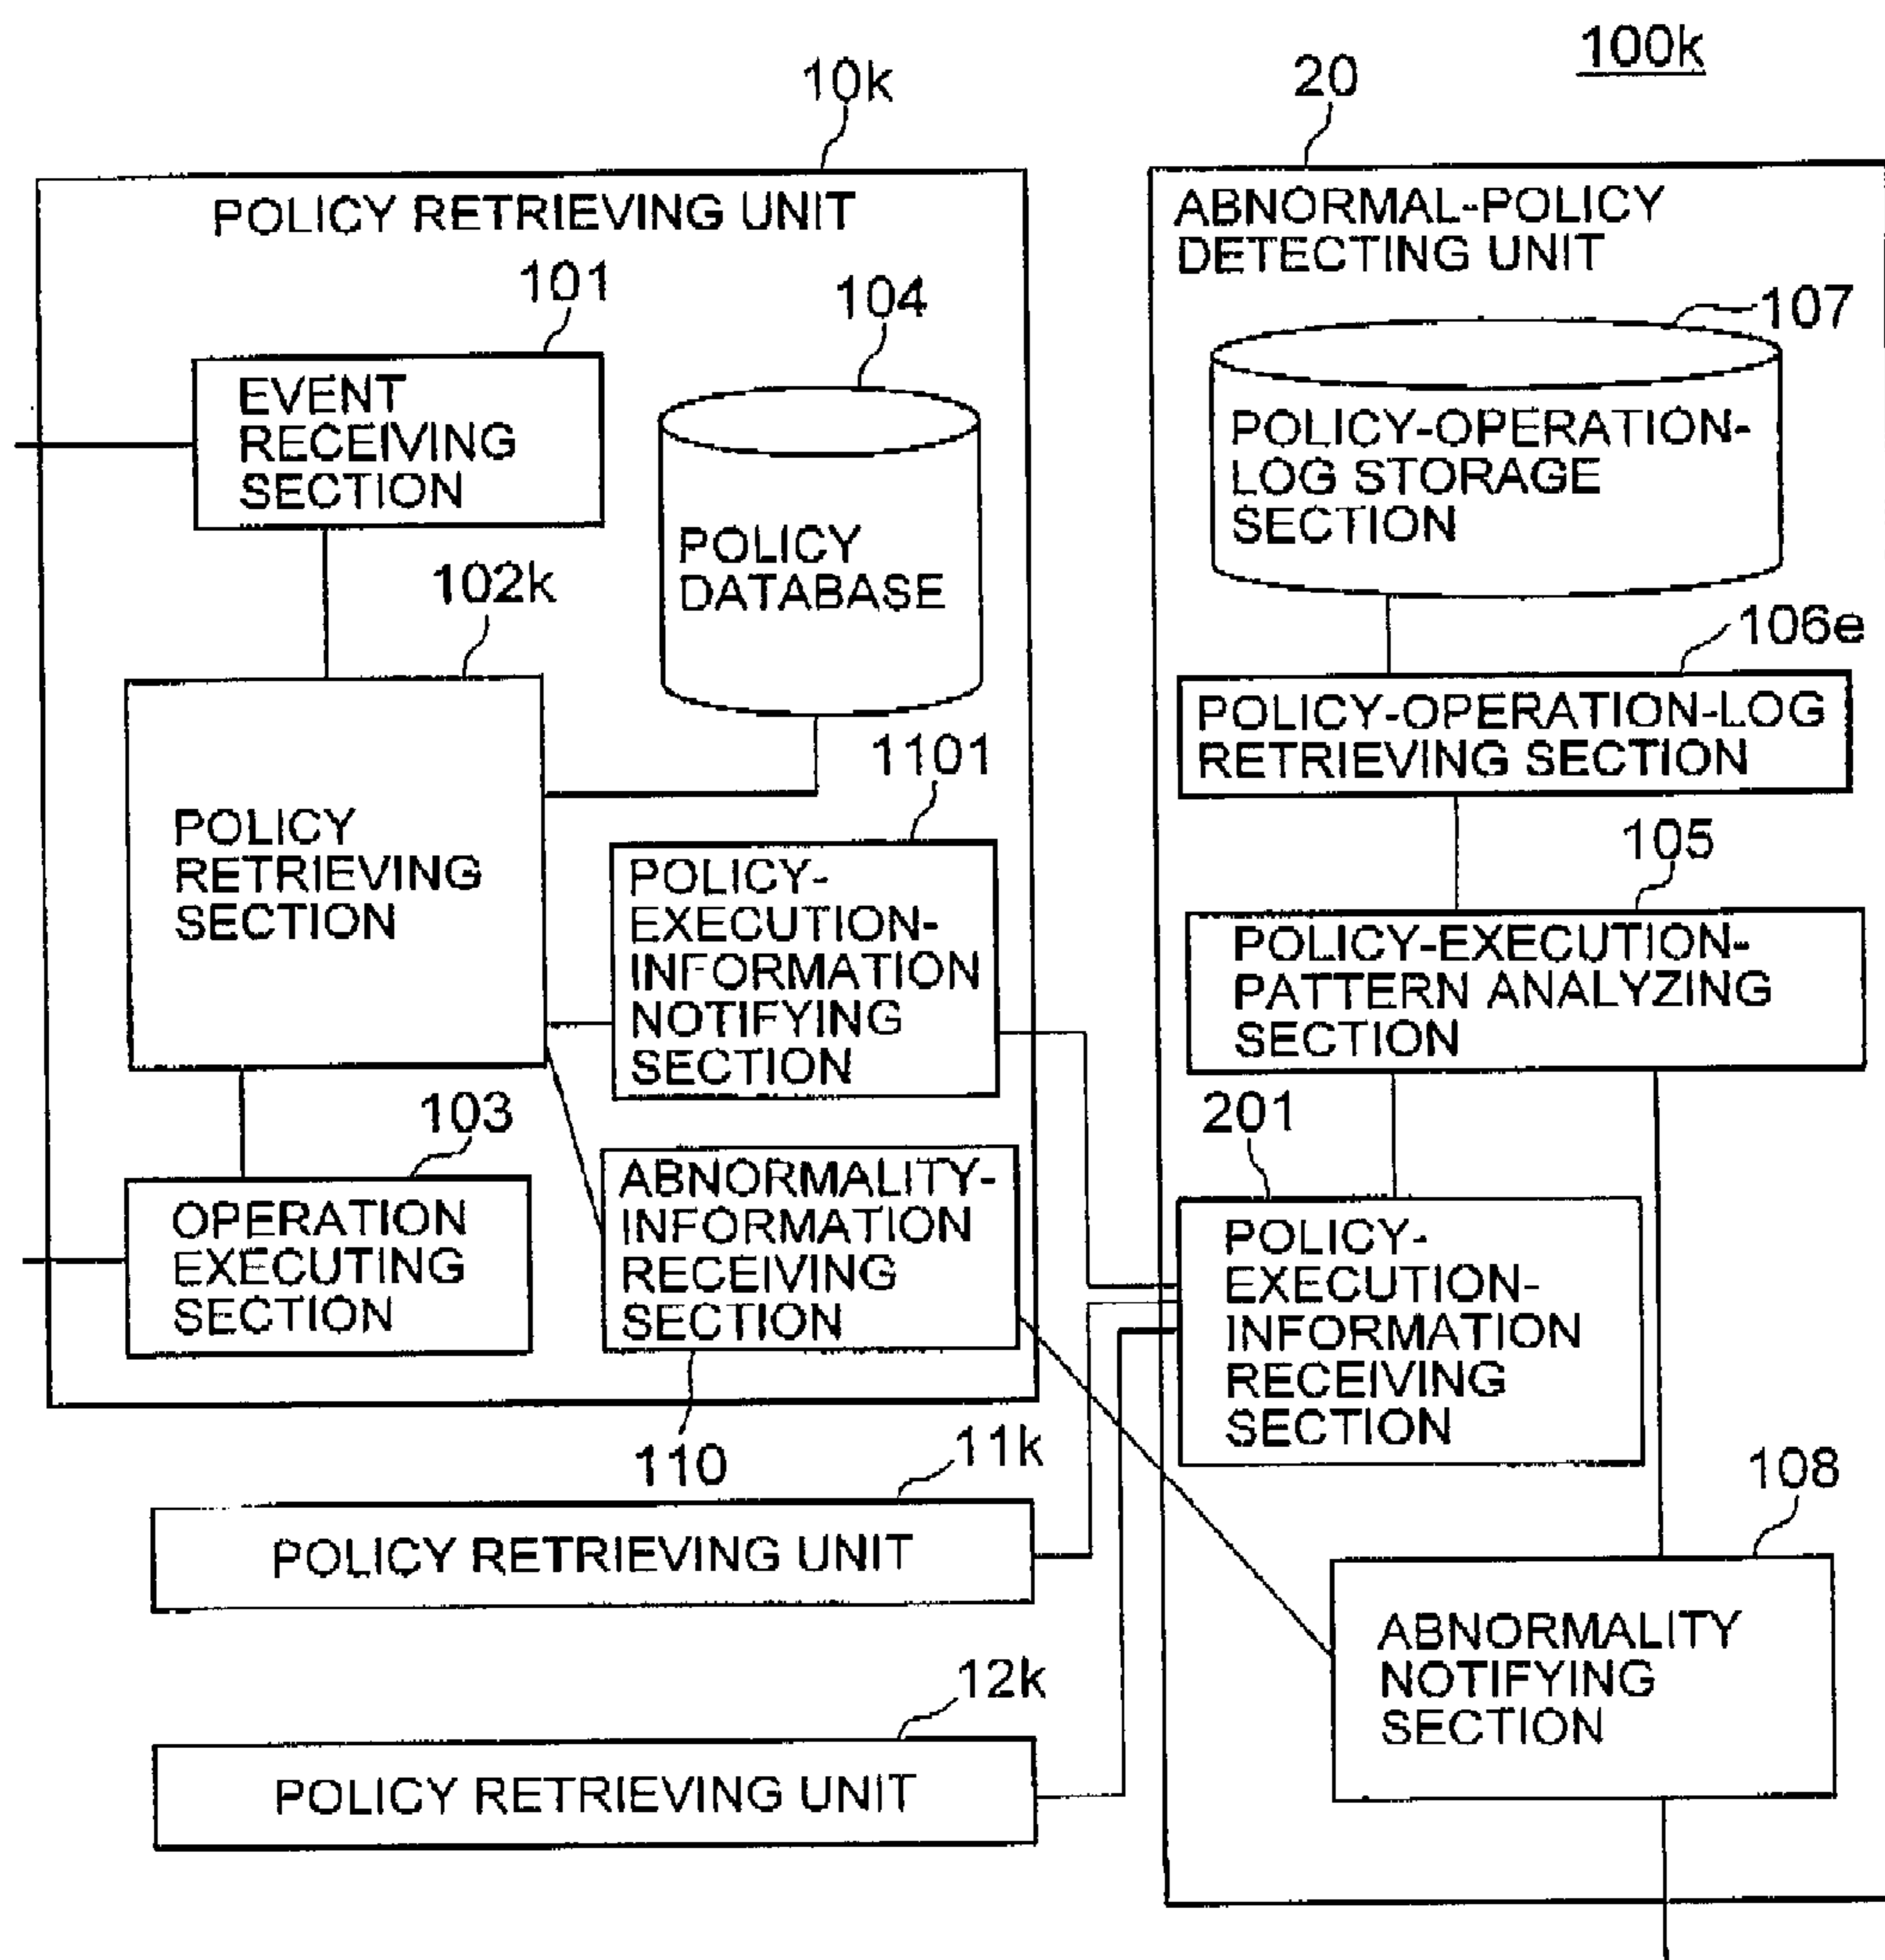 100k
10k
20
POLICY RETRIEVING UNIT
101
EVENT
RECEIVING
SECTION
104
POLICY
DATABASE
102k
POLICY
RETRIEVING
SECTION
1101
POLICY-
EXECUTION-
INFORMATION
NOTIFYING
SECTION
103
OPERATION
EXECUTING
SECTION
ABNORMALITY-
INFORMATION
RECEIVING
SECTION
110
11k
POLICY RETRIEVING UNIT
12k
POLICY RETRIEVING UNIT
ABNORMAL-POLICY
DETECTING UNIT
107
POLICY-OPERATION-
LOG STORAGE
SECTION
106e
POLICY-OPERATION-LOG
RETRIEVING SECTION
105
POLICY-EXECUTION-
PATTERN ANALYZING
SECTION
201
POLICY-
EXECUTION-
INFORMATION
RECEIVING
SECTION
108
ABNORMALITY
NOTIFYING
SECTION